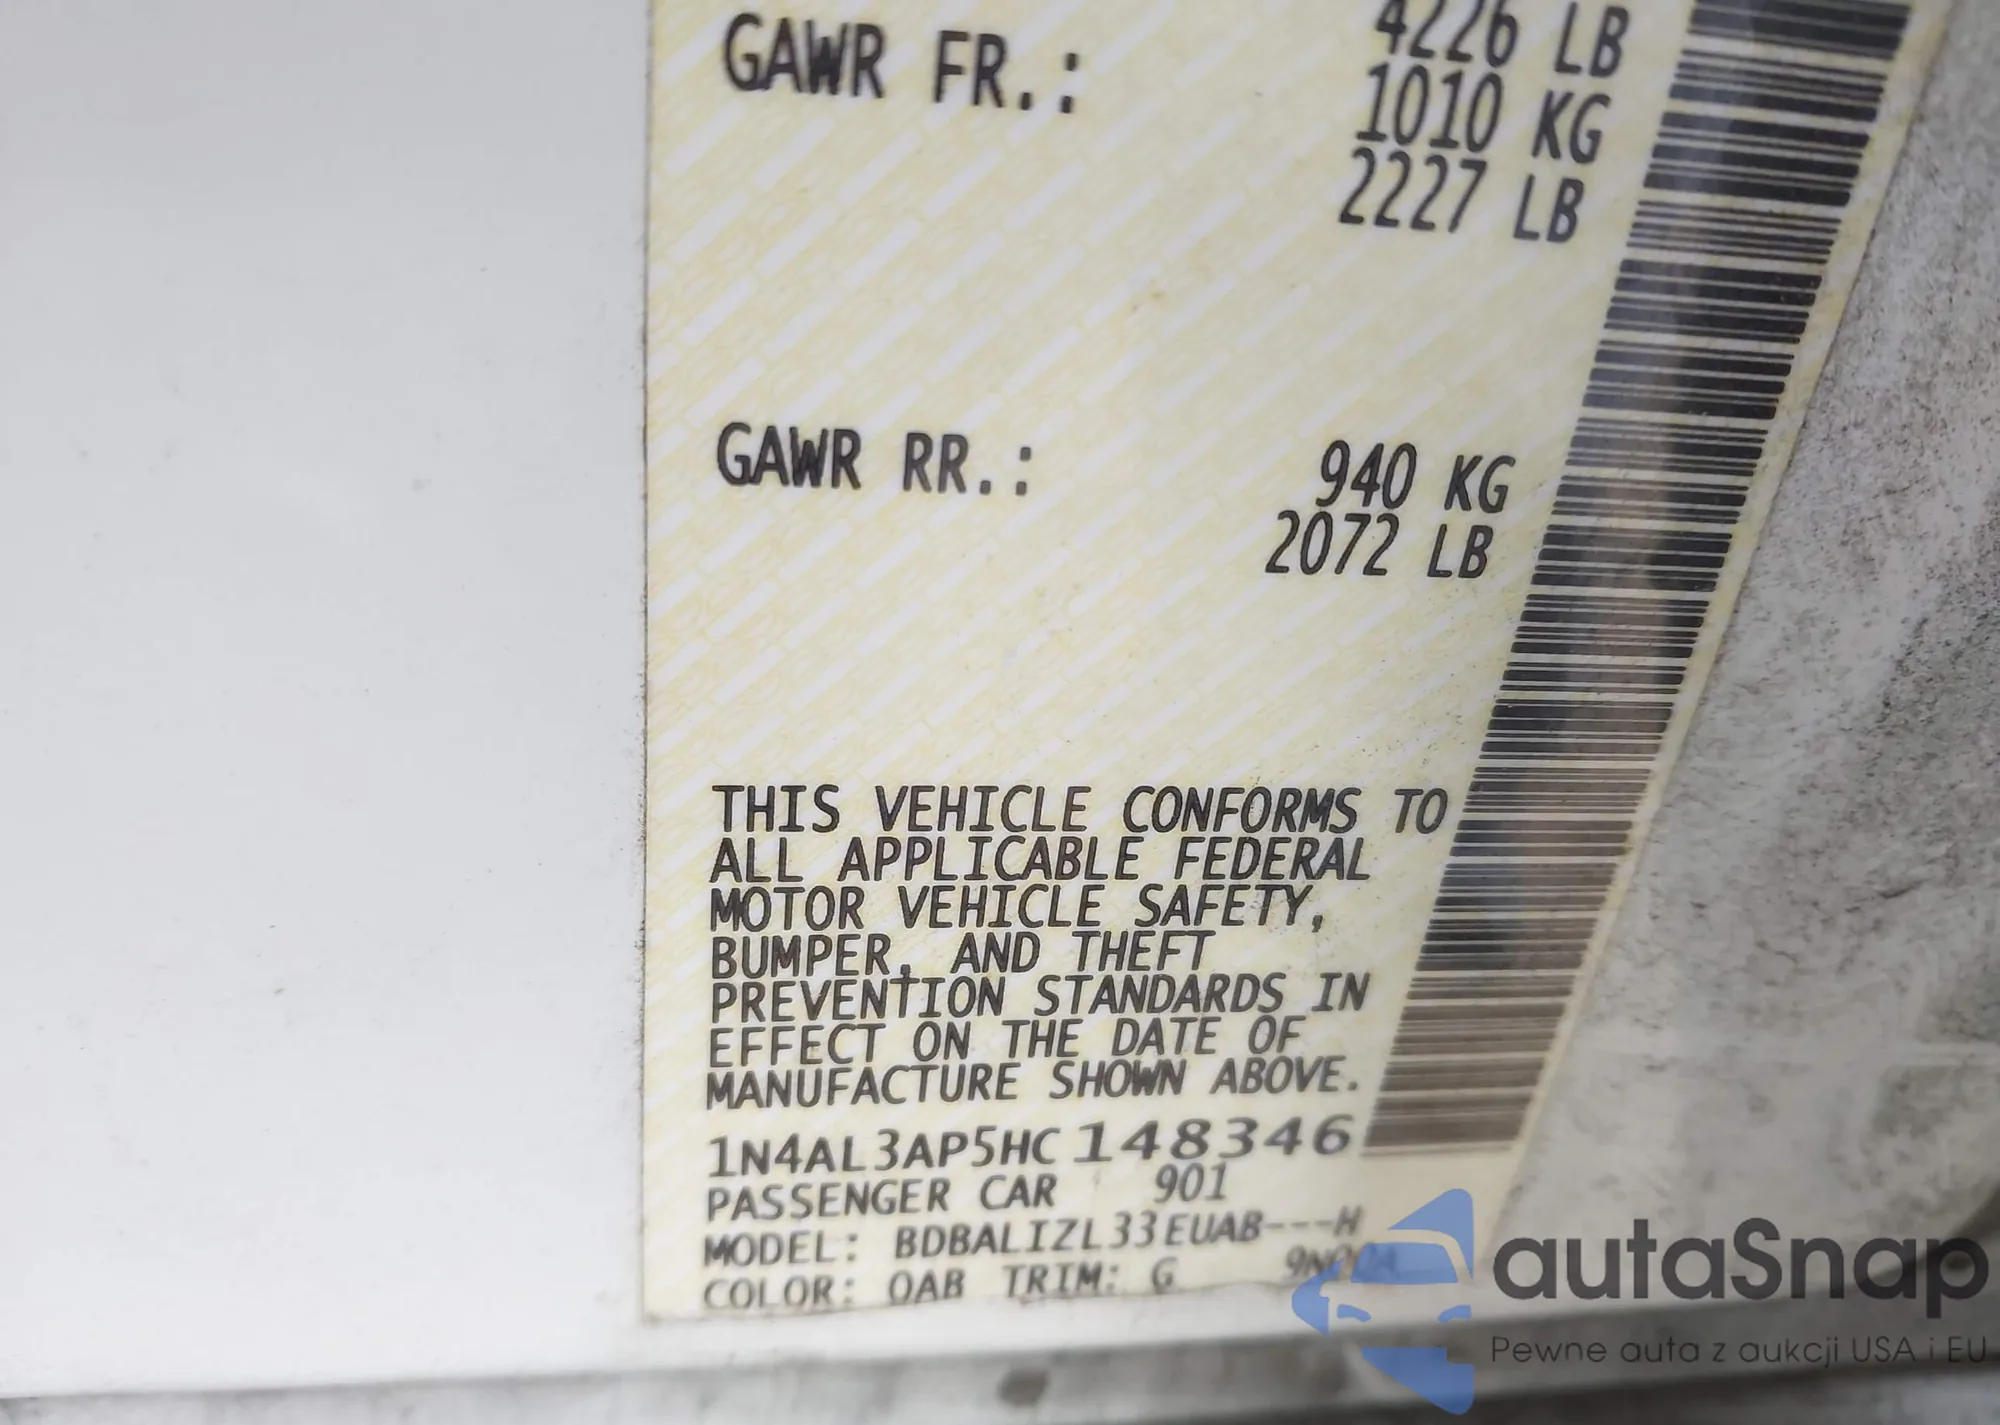 4226 LB
GAWR FR.: 1010 KG
2227 LB
GAWR RR.: 940 KG
2072 LB
THIS VEHICLE CONFORMS TO
ALL APPLICABLE FEDERAL
MOTOR VEHICLE SAFETY,
BUMPER, AND THEFT
PREVENTION STANDARDS IN
EFFECT ON THE DATE OF
MANUFACTURE SHOWN ABOVE.
1N4AL3AP5HC148346
PASSENGER CAR 901
MODEL: BDBALIZL33EUAB---H
COLOR: QAB TRIM: G
autaSnap
Pewne auta z aukcji USA i EU